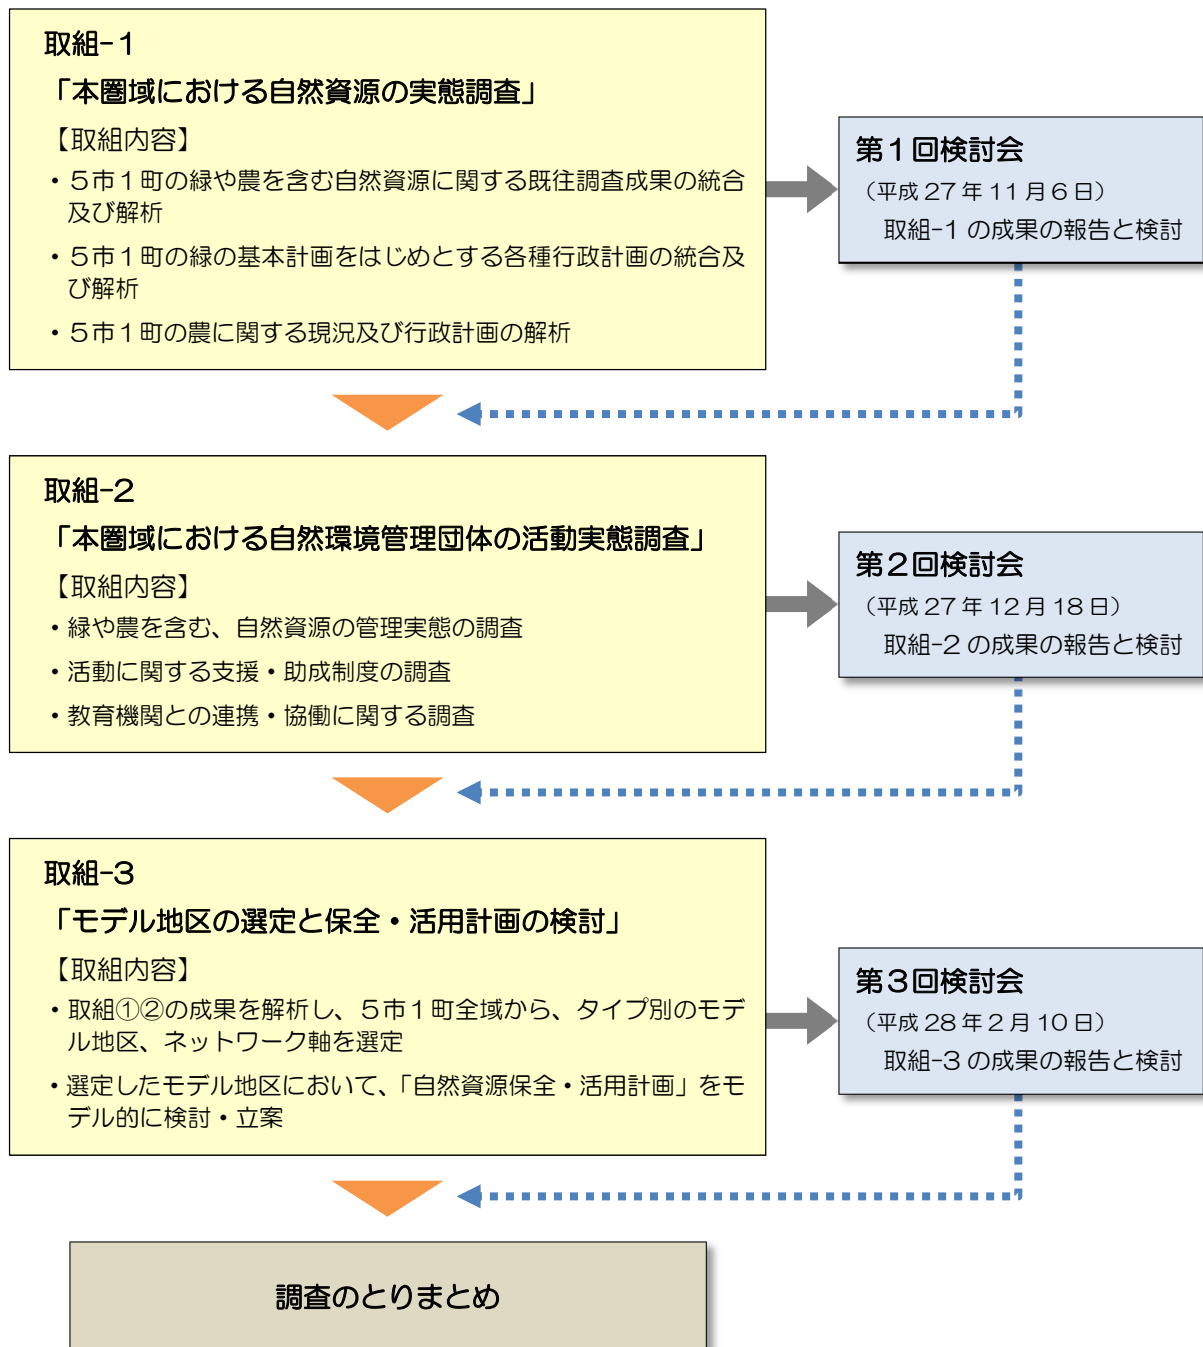 取組-1
「本圏域における自然資源の実態調査」
【取組内容】
・５市１町の緑や農を含む自然資源に関する既往調査成果の統合
及び解析
・５市１町の緑の基本計画をはじめとする各種行政計画の統合及
び解析
・５市１町の農に関する現況及び行政計画の解析
第１回検討会
（平成 27 年 11 月 6 日）
取組-1 の成果の報告と検討
取組-2
「本圏域における自然環境管理団体の活動実態調査」
【取組内容】
・緑や農を含む、自然資源の管理実態の調査
・活動に関する支援・助成制度の調査
・教育機関との連携・協働に関する調査
第２回検討会
（平成 27 年 12 月 18 日）
取組-2 の成果の報告と検討
取組-3
「モデル地区の選定と保全・活用計画の検討」
【取組内容】
・取組①②の成果を解析し、５市１町全域から、タイプ別のモデ
ル地区、ネットワーク軸を選定
・選定したモデル地区において、「自然資源保全・活用計画」をモ
デル的に検討・立案
第３回検討会
（平成 28 年 2 月 10 日）
取組-3 の成果の報告と検討
調査のとりまとめ